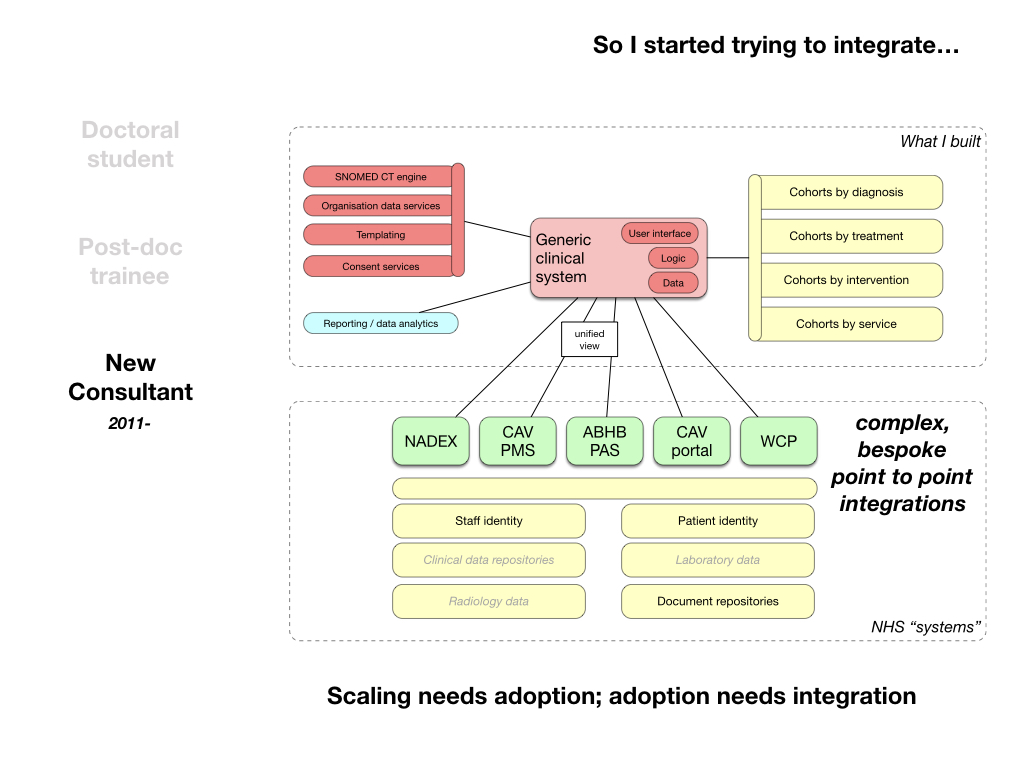 So I started trying to integrate…
Doctoral
student
Post-doc
trainee
New
Consultant
2011-
What I built
SNOMED CT engine
Organisation data services
Templating
Consent services
Reporting / data analytics
Generic
clinical
system
User interface
Logic
Data
unified
view
Cohorts by diagnosis
Cohorts by treatment
Cohorts by intervention
Cohorts by service
NADEX
CAV
PMS
ABHB
PAS
CAV
portal
WCP
complex,
bespoke
point to point
integrations
Staff identity
Patient identity
Clinical data repositories
Laboratory data
Radiology data
Document repositories
NHS “systems”
Scaling needs adoption; adoption needs integration